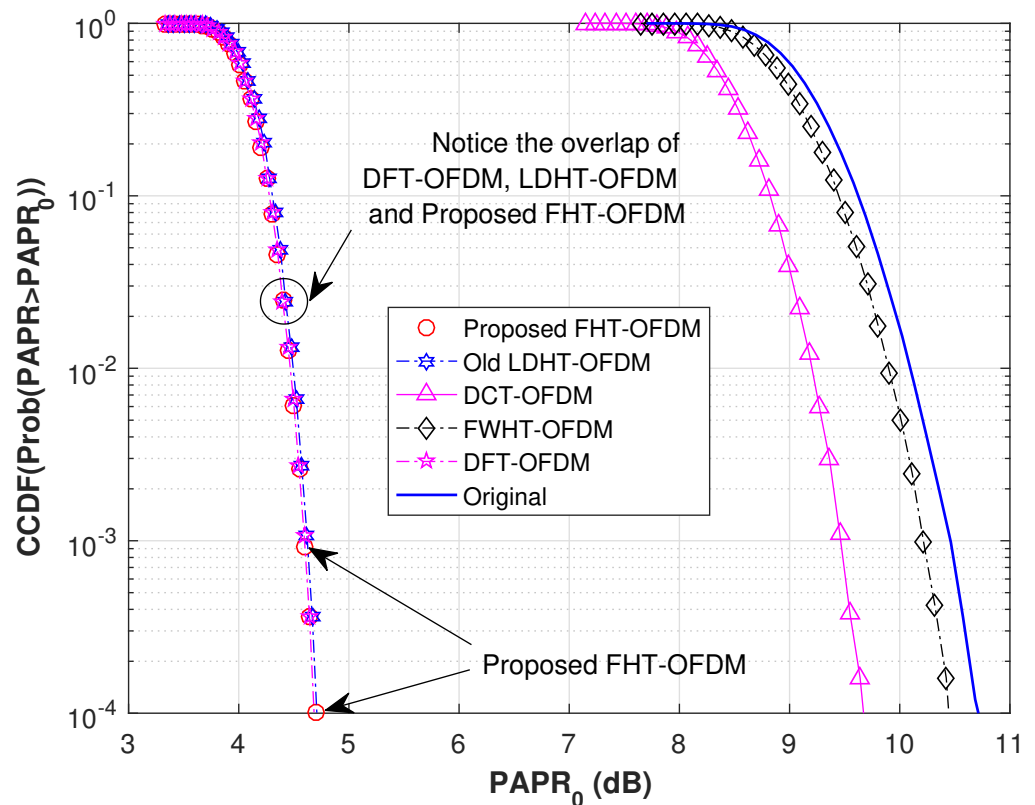 10^0
10^-1
10^-2
10^-3
10^-4
CCDF(Prob(PAPR>PAPR_0))
Notice the overlap of
DFT-OFDM, LDHT-OFDM
and Proposed FHT-OFDM
Proposed FHT-OFDM
Old LDHT-OFDM
DCT-OFDM
FWHT-OFDM
DFT-OFDM
Original
Proposed FHT-OFDM
3 4 5 6 7 8 9 10 11
PAPR_0 (dB)